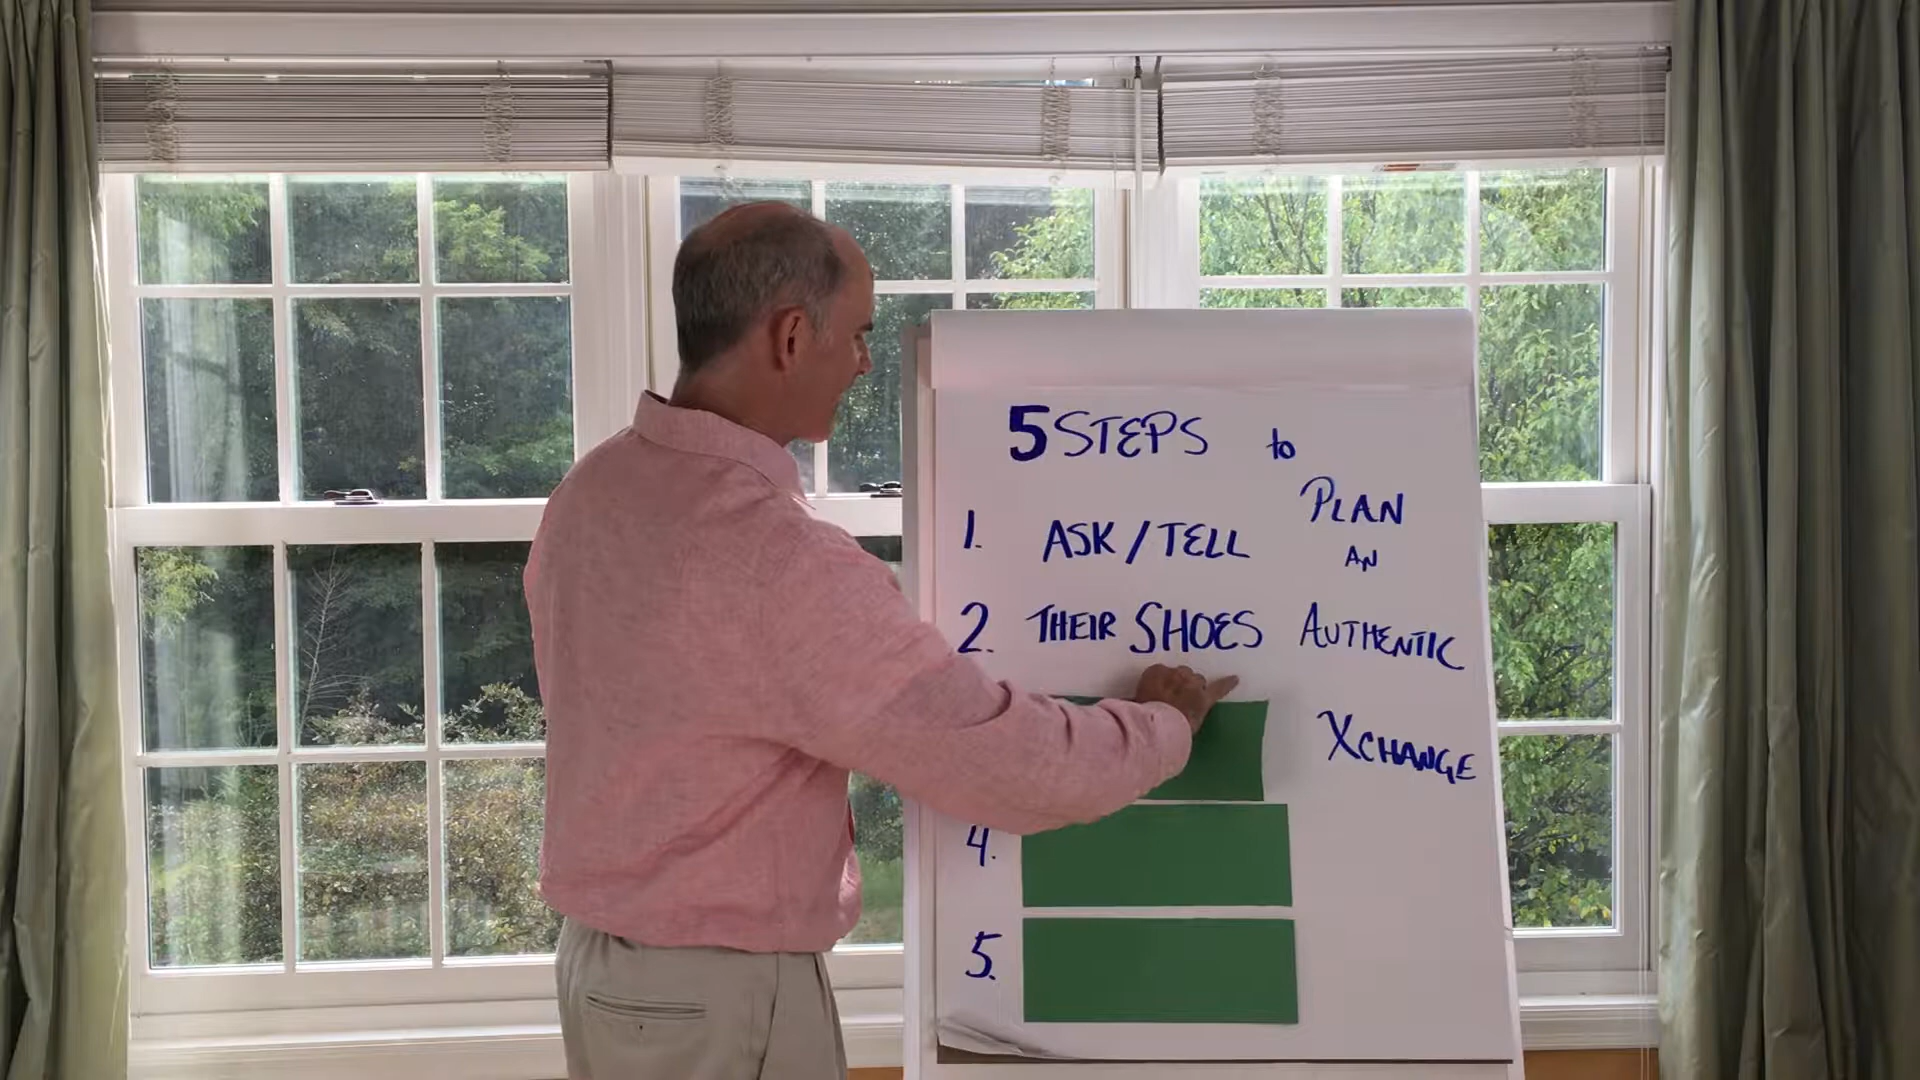 5 STEPS to
PLAN
AN
AUTHENTIC
XCHANGE
1. ASK/TELL
2. THEIR SHOES
4.
5.